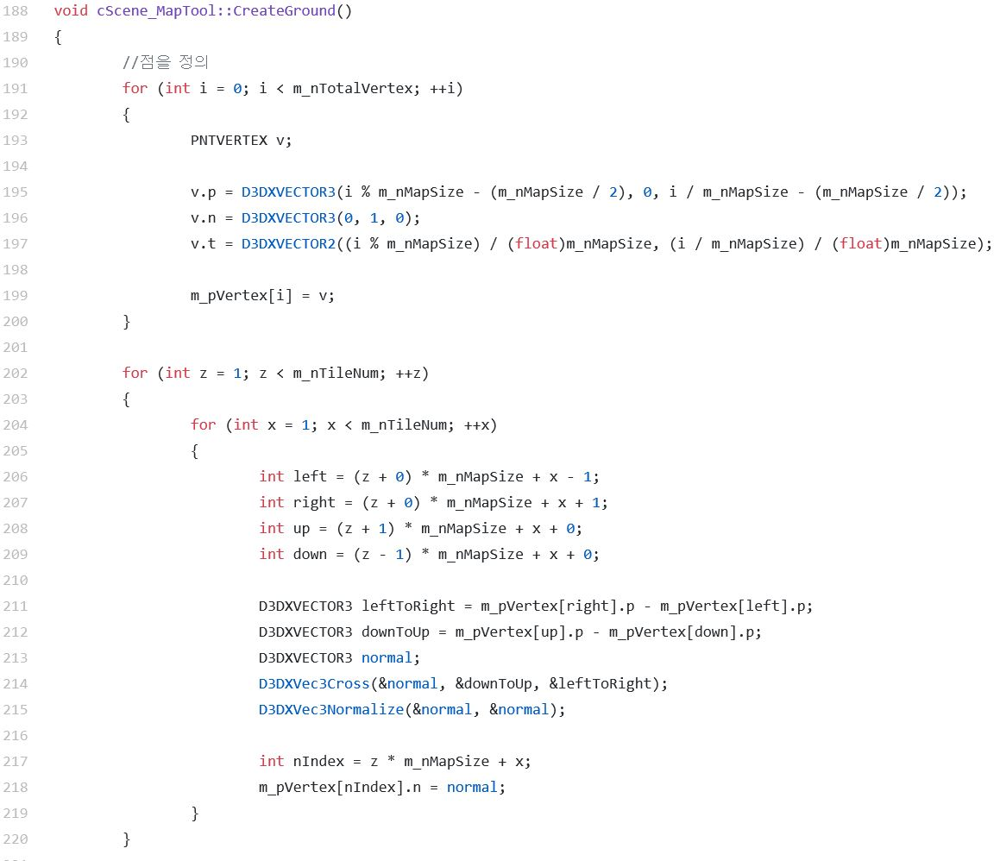 188 void cScene_MapTool::CreateGround()
189 {
190 //점을 정의
191 for (int i = 0; i < m_nTotalVertex; ++i)
192 {
193 PNTVERTEX v;
194
195 v.p = D3DXVECTOR3(i % m_nMapSize - (m_nMapSize / 2), 0, i / m_nMapSize - (m_nMapSize / 2));
196 v.n = D3DXVECTOR3(0, 1, 0);
197 v.t = D3DXVECTOR2((i % m_nMapSize) / (float)m_nMapSize, (i / m_nMapSize) / (float)m_nMapSize);
198
199 m_pVertex[i] = v;
200 }
201
202 for (int z = 1; z < m_nTileNum; ++z)
203 {
204 for (int x = 1; x < m_nTileNum; ++x)
205 {
206 int left = (z + 0) * m_nMapSize + x - 1;
207 int right = (z + 0) * m_nMapSize + x + 1;
208 int up = (z + 1) * m_nMapSize + x + 0;
209 int down = (z - 1) * m_nMapSize + x + 0;
210
211 D3DXVECTOR3 leftToRight = m_pVertex[right].p - m_pVertex[left].p;
212 D3DXVECTOR3 downToUp = m_pVertex[up].p - m_pVertex[down].p;
213 D3DXVECTOR3 normal;
214 D3DXVec3Cross(&normal, &downToUp, &leftToRight);
215 D3DXVec3Normalize(&normal, &normal);
216
217 int nIndex = z * m_nMapSize + x;
218 m_pVertex[nIndex].n = normal;
219 }
220 }